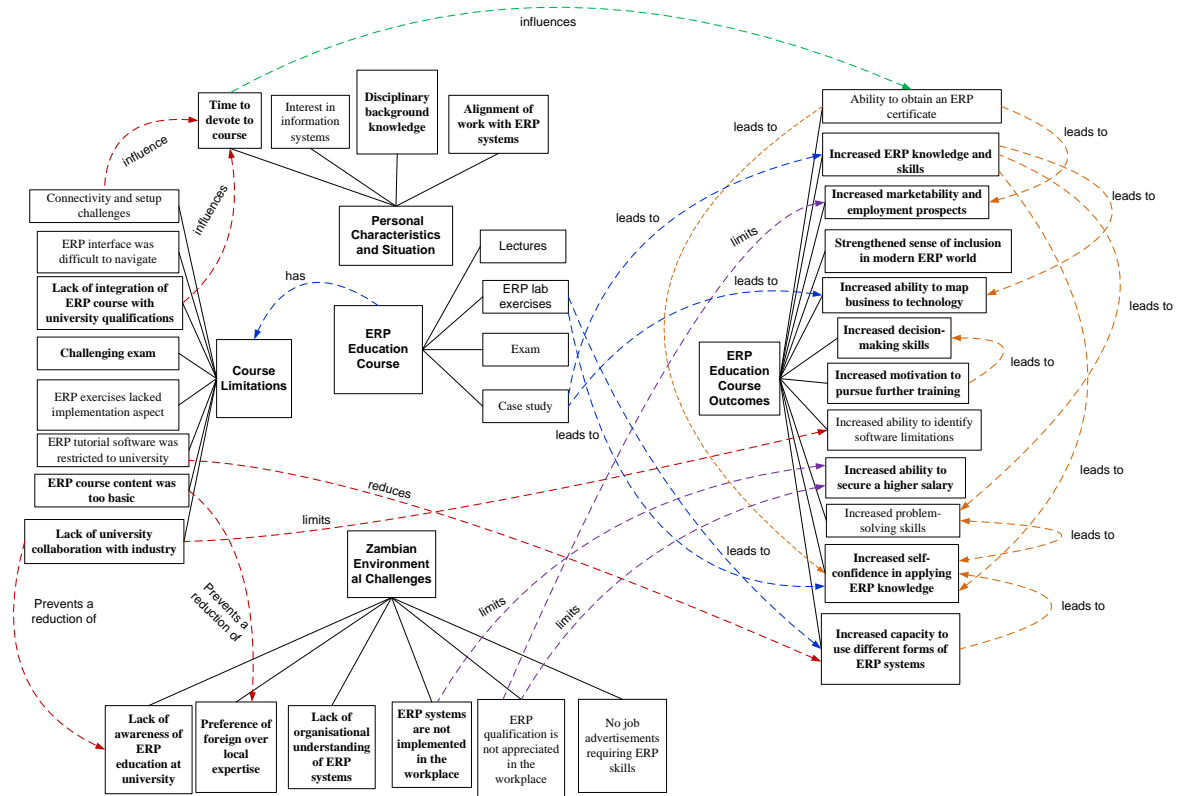 influences
Time to
devote to
course
Interest in
information
systems
Disciplinary
background
knowledge
Alignment of
work with ERP
systems
influence
influences
Personal
Characteristics
and Situation
Connectivity and setup
challenges
ERP interface was
difficult to navigate
Lack of integration of
ERP course with
university qualifications
Challenging exam
ERP exercises lacked
implementation aspect
ERP tutorial software was
restricted to university
ERP course content was
too basic
Lack of university
collaboration with industry
Course
Limitations
has
ERP
Education
Course
Lectures
ERP lab
exercises
Exam
Case study
leads to
leads to
leads to
leads to
limits
reduces
limits
Prevents a
reduction of
Prevents a
reduction of
limits
limits
Zambian
Environment
al Challenges
Lack of
awareness of
ERP
education at
university
Preference of
foreign over
local
expertise
Lack of
organisational
understanding
of ERP
systems
ERP systems
are not
implemented
in the
workplace
ERP
qualification is
not appreciated
in the
workplace
No job
advertisements
requiring ERP
skills
ERP
Education
Course
Outcomes
Ability to obtain an ERP
certificate
Increased ERP knowledge and
skills
Increased marketability and
employment prospects
Strengthened sense of inclusion
in modern ERP world
Increased ability to map
business to technology
Increased decision-
making skills
Increased motivation to
pursue further training
Increased ability to identify
software limitations
Increased ability to
secure a higher salary
Increased problem-
solving skills
Increased self-
confidence in applying
ERP knowledge
Increased capacity to
use different forms of
ERP systems
leads to
leads to
leads to
leads to
leads to
leads to
leads to
leads to